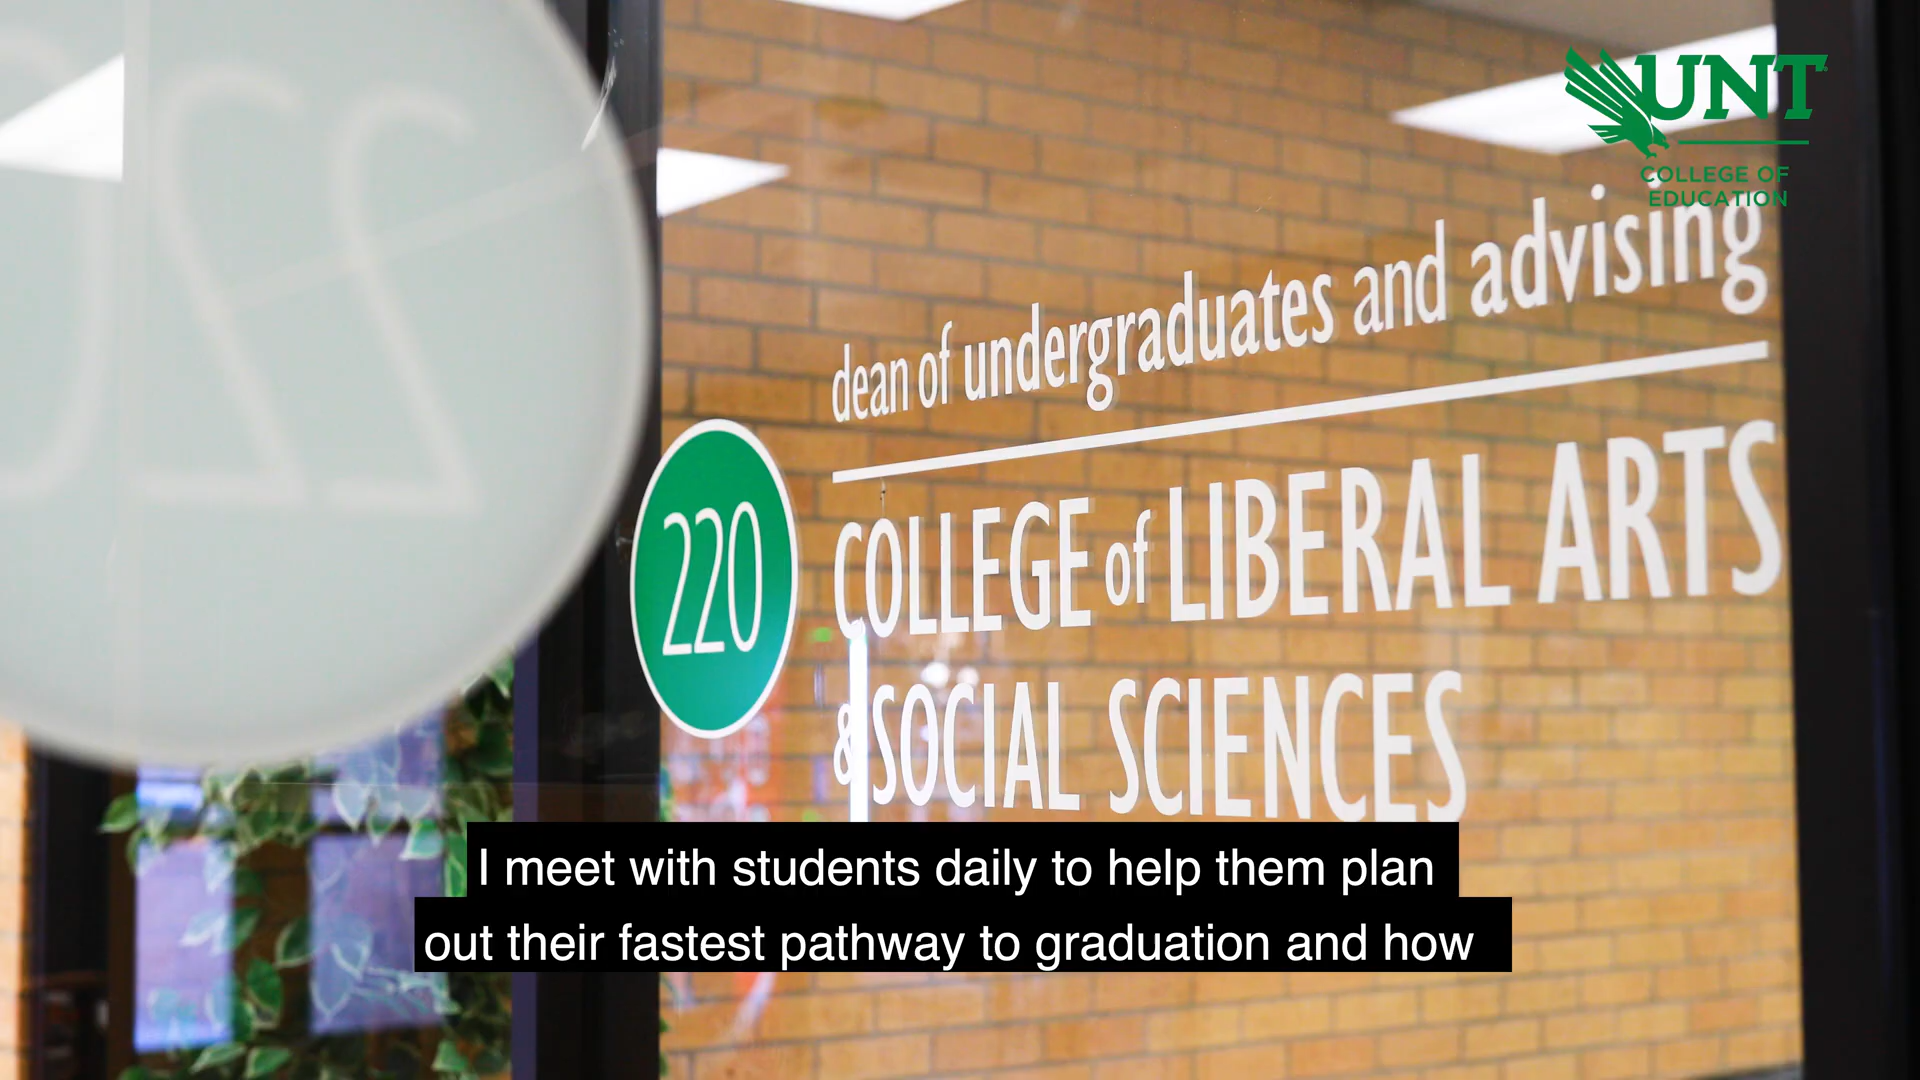 UNT
COLLEGE OF
EDUCATION
dean of undergraduates and advising
220
COLLEGE of LIBERAL ARTS
& SOCIAL SCIENCES
I meet with students daily to help them plan
out their fastest pathway to graduation and how